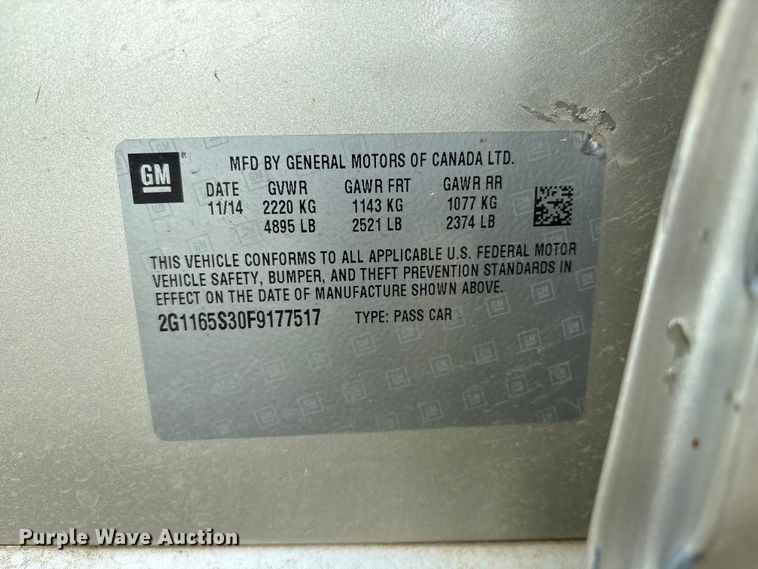 GM ® MFD BY GENERAL MOTORS OF CANADA LTD.
DATE GVWR GAWR FRT GAWR RR
11/14 2220 KG 1143 KG 1077 KG
4895 LB 2521 LB 2374 LB
THIS VEHICLE CONFORMS TO ALL APPLICABLE U.S. FEDERAL MOTOR
VEHICLE SAFETY, BUMPER, AND THEFT PREVENTION STANDARDS IN
EFFECT ON THE DATE OF MANUFACTURE SHOWN ABOVE.
2G1165S30F9177517 TYPE: PASS CAR
Purple Wave Auction